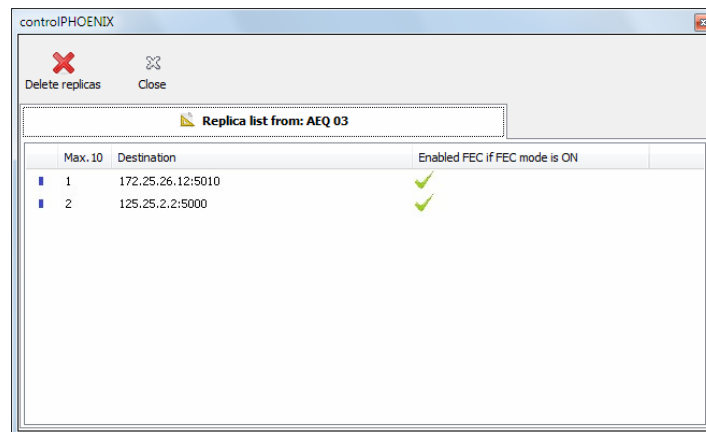 controlPHOENIX
Delete replicas Close
Replica list from: AEQ 03
Max. 10 Destination Enabled FEC if FEC mode is ON
1 172.25.26.12:5010
2 125.25.2.2:5000